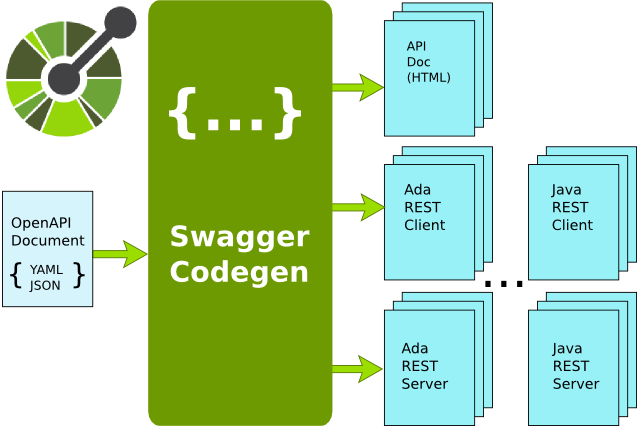 API
Doc
(HTML)
{...}
OpenAPI
Document
{ YAML }
JSON
Swagger
Codegen
Ada
REST
Client
Java
REST
Client
...
Ada
REST
Server
Java
REST
Server